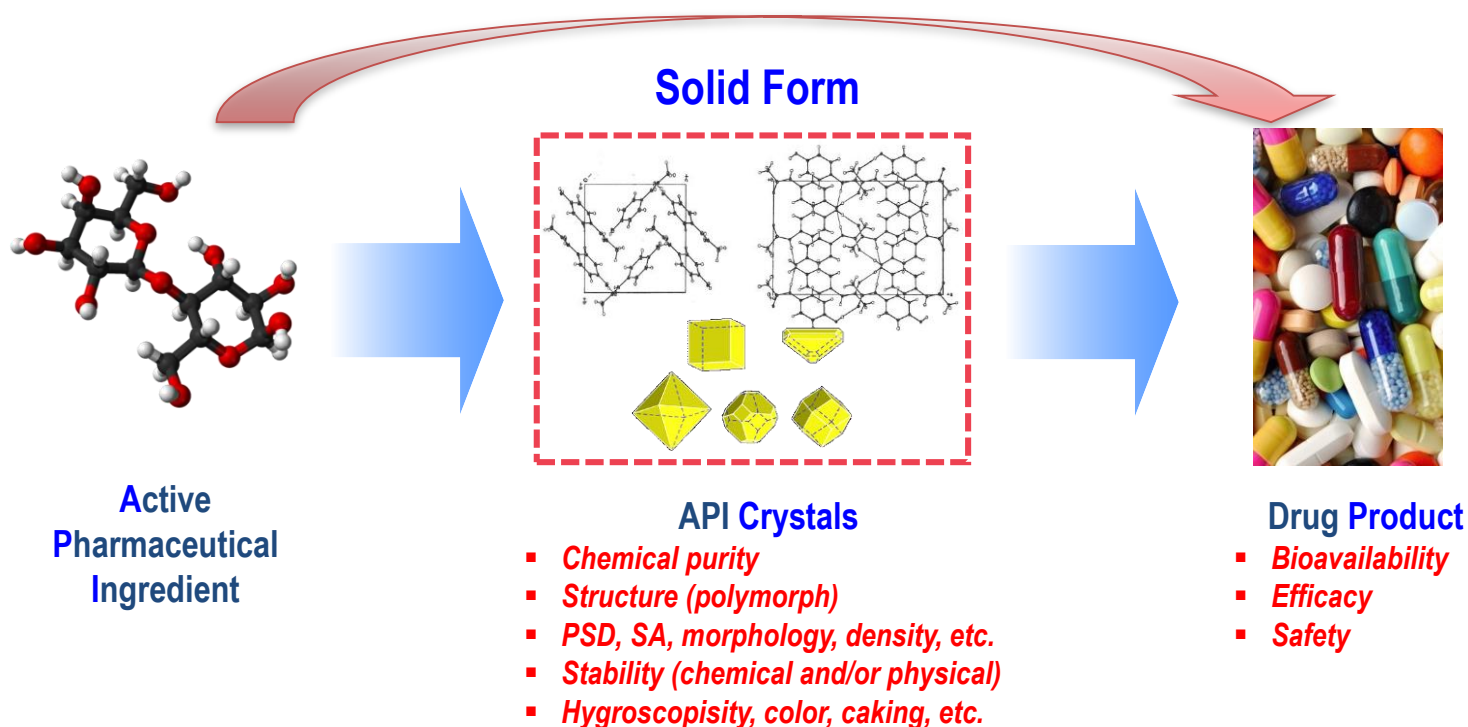 Solid Form
Active
Pharmaceutical
Ingredient
API Crystals
▪ Chemical purity
▪ Structure (polymorph)
▪ PSD, SA, morphology, density, etc.
▪ Stability (chemical and/or physical)
▪ Hygroscopisity, color, caking, etc.
Drug Product
▪ Bioavailability
▪ Efficacy
▪ Safety